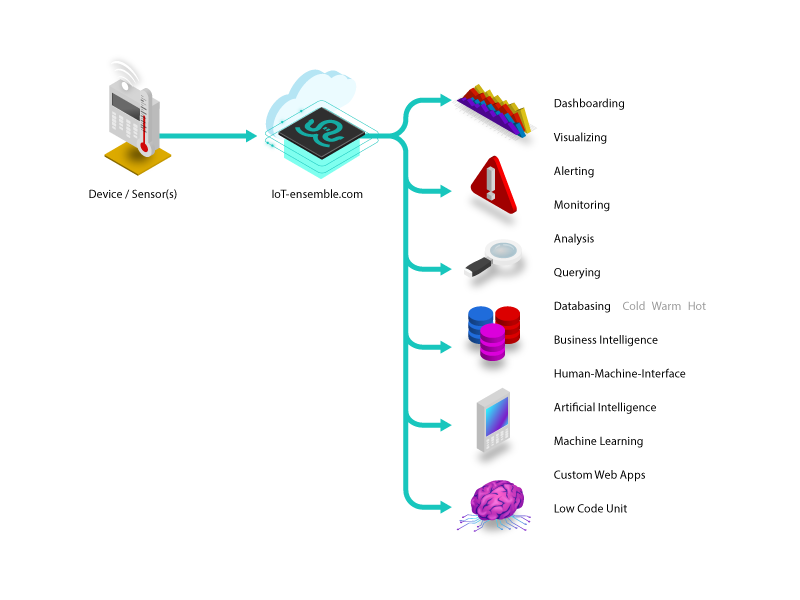 Device / Sensor(s)
IoT-ensemble.com
Dashboarding
Visualizing
Alerting
Monitoring
Analysis
Querying
Databasing Cold Warm Hot
Business Intelligence
Human-Machine-Interface
Artificial Intelligence
Machine Learning
Custom Web Apps
Low Code Unit